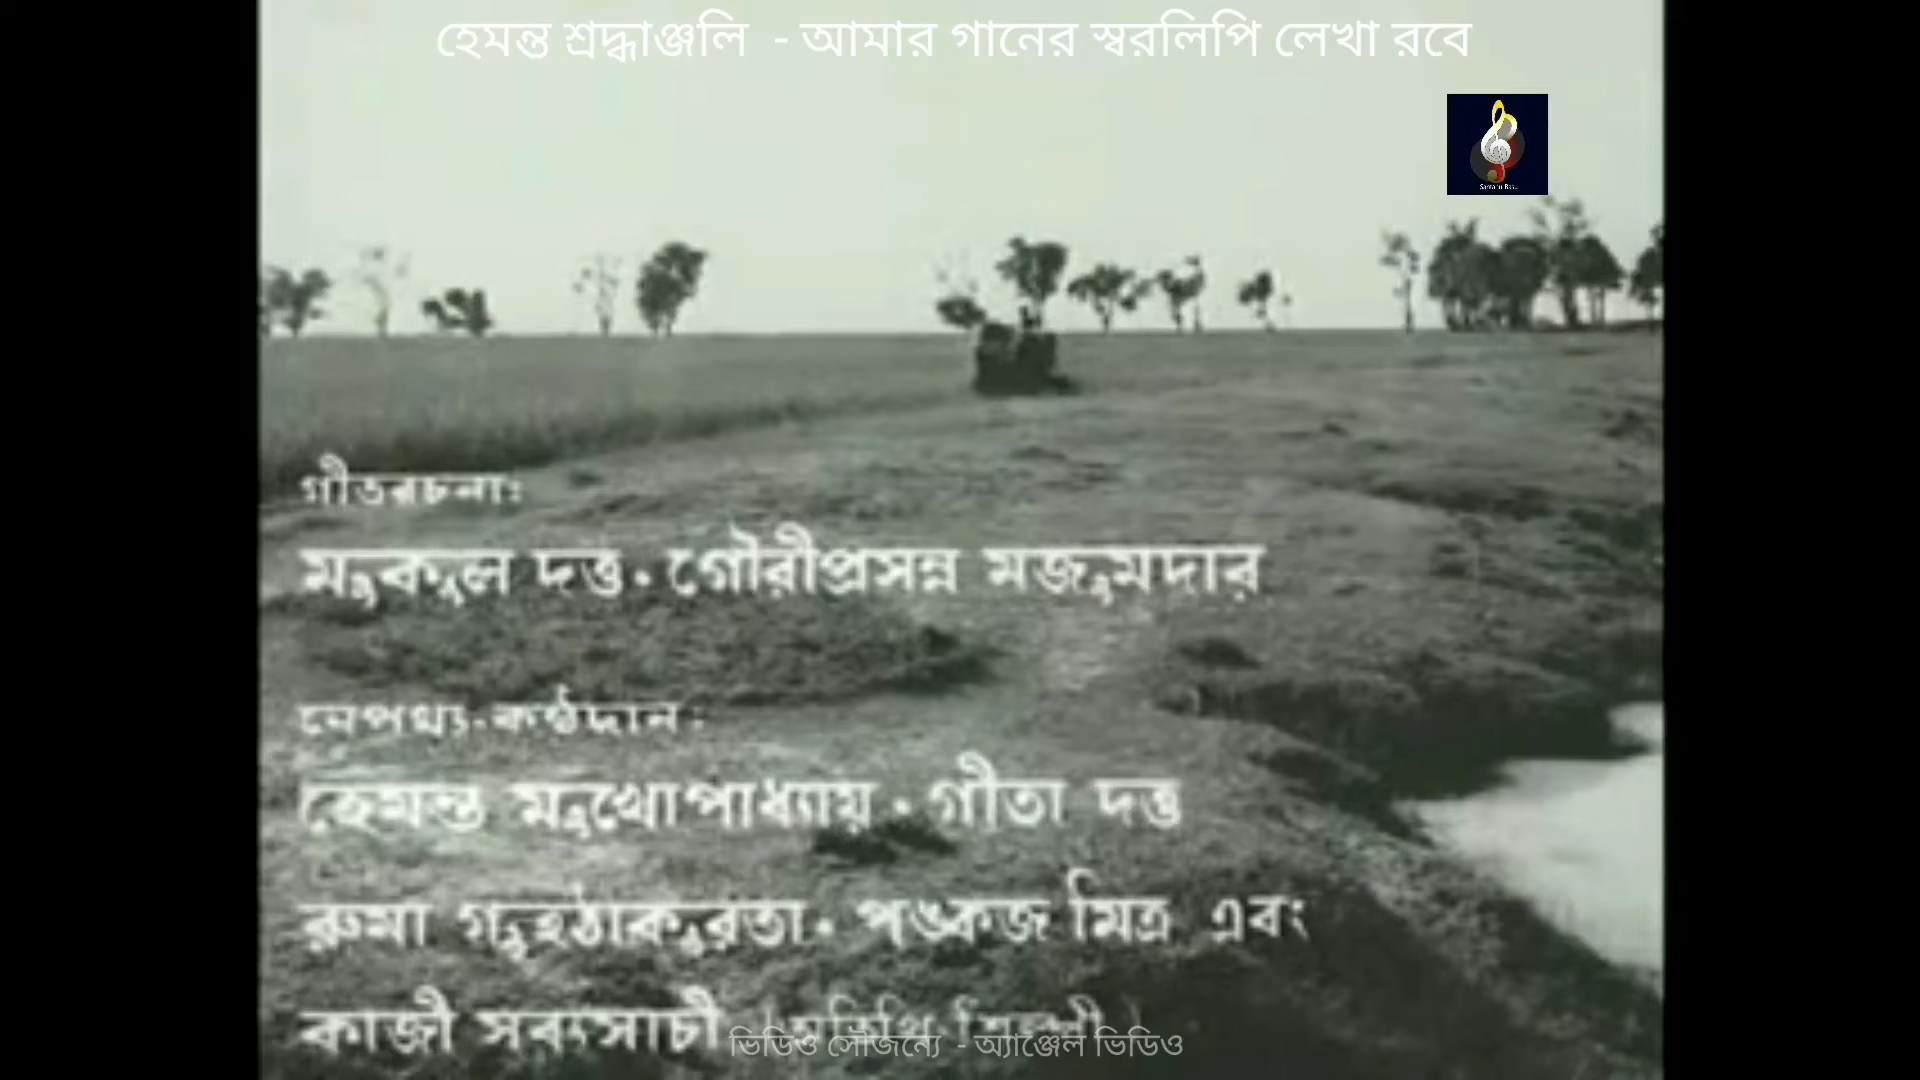 হেমন্ত শ্রদ্ধাঞ্জলি - আমার গানের স্বরলিপি লেখা রবে
গীতরচনাঃ
মুকুল দত্ত • গৌরীপ্রসন্ন মজুমদার
নেপথ্য-কণ্ঠদান:
হেমন্ত মুখোপাধ্যায় • গীতা দত্ত
রুমা গুহঠাকুরতা • পঙ্কজ মিত্র এবং
কাজী সব্যসাচী
ভিডিও সৌজন্যে - অ্যাঞ্জেল ভিডিও